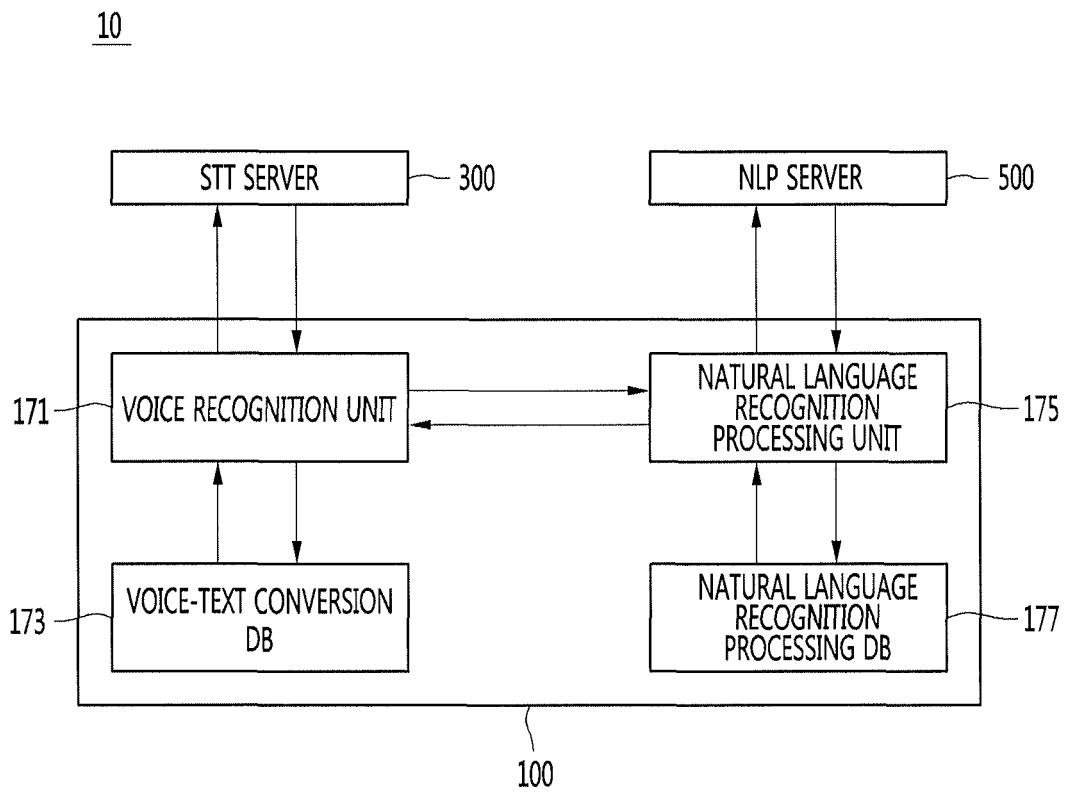 10
STT SERVER
300
NLP SERVER
500
171
VOICE RECOGNITION UNIT
NATURAL LANGUAGE
RECOGNITION
PROCESSING UNIT
175
173
VOICE-TEXT CONVERSION
DB
NATURAL LANGUAGE
RECOGNITION
PROCESSING DB
177
100